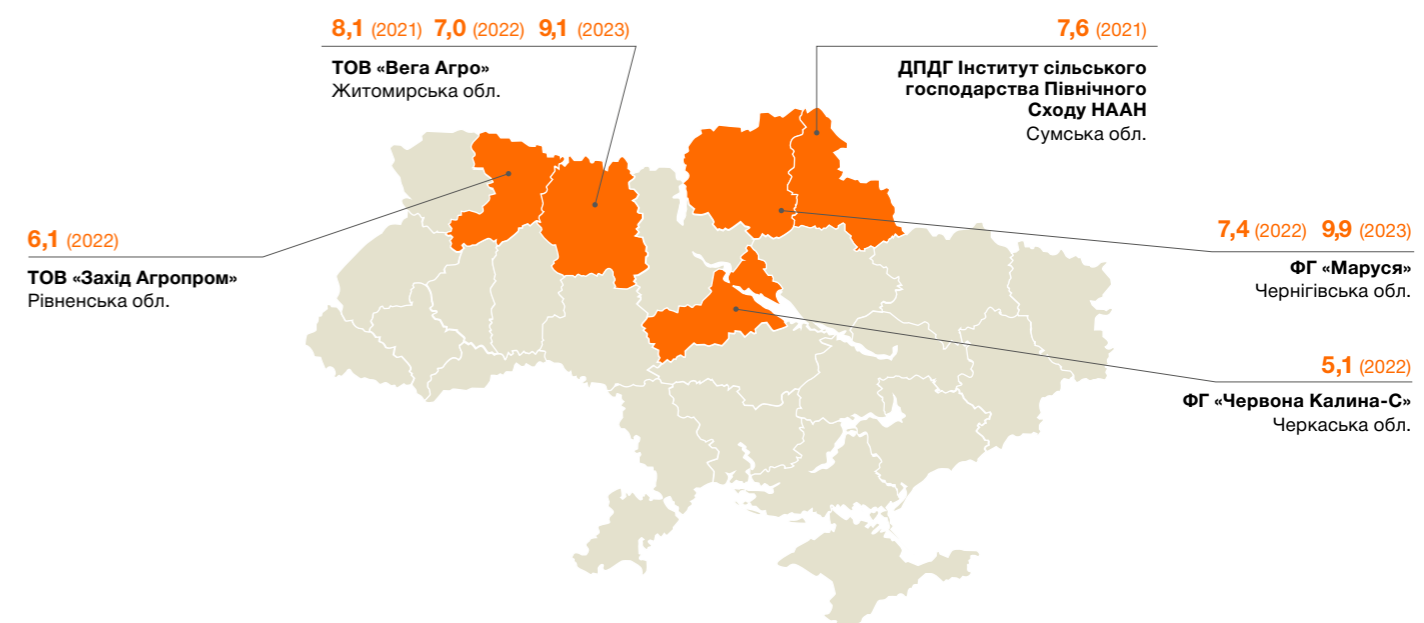 8,1 (2021) 7,0 (2022) 9,1 (2023)
ТОВ «Вега Агро»
Житомирська обл.
7,6 (2021)
ДПДГ Інститут сільського
господарства Північного
Сходу НААН
Сумська обл.
6,1 (2022)
ТОВ «Захід Агропром»
Рівненська обл.
7,4 (2022) 9,9 (2023)
ФГ «Маруся»
Чернігівська обл.
5,1 (2022)
ФГ «Червона Калина-С»
Черкаська обл.